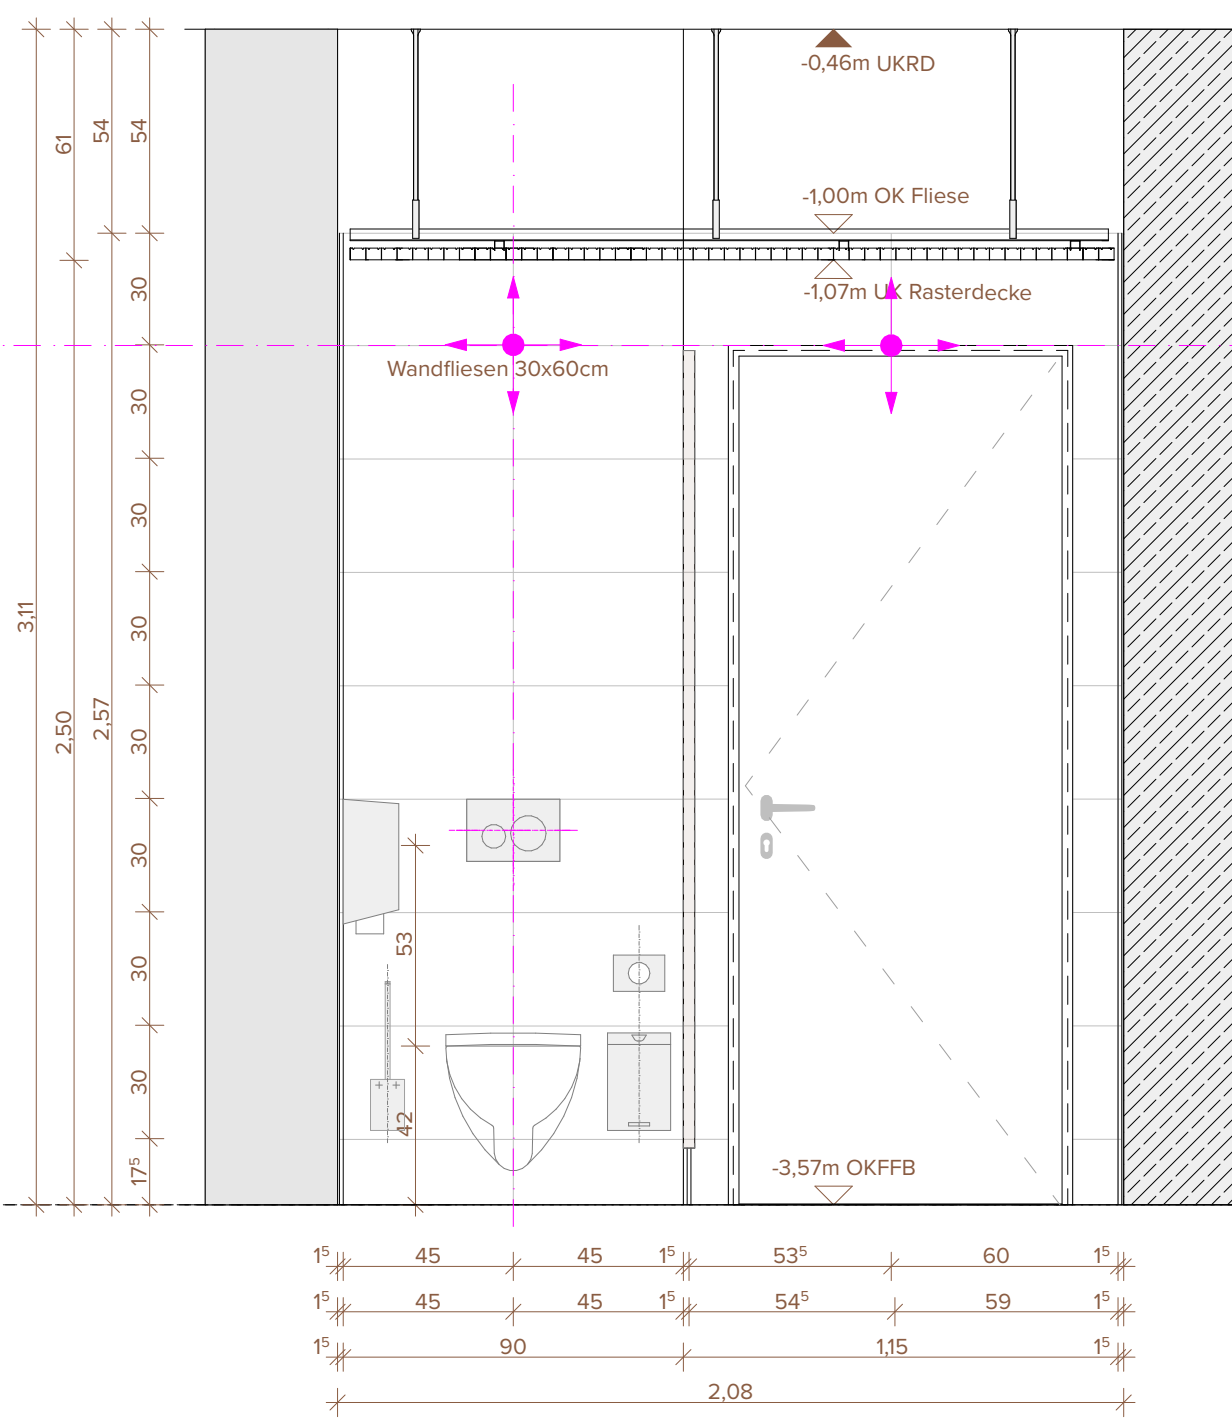 -0,46m UKRD
61
54
54
-1,00m OK Fliese
30
-1,07m UK Rasterdecke
Wandfliesen 30x60cm
30
30
3,11
30
2,50
2,57
30
30
53
30
30
42
17⁵
-3,57m OKFFB
1⁵ 45 45 1⁵ 53⁵ 60 1⁵
1⁵ 45 45 1⁵ 54⁵ 59 1⁵
1⁵ 90 1,15 1⁵
2,08